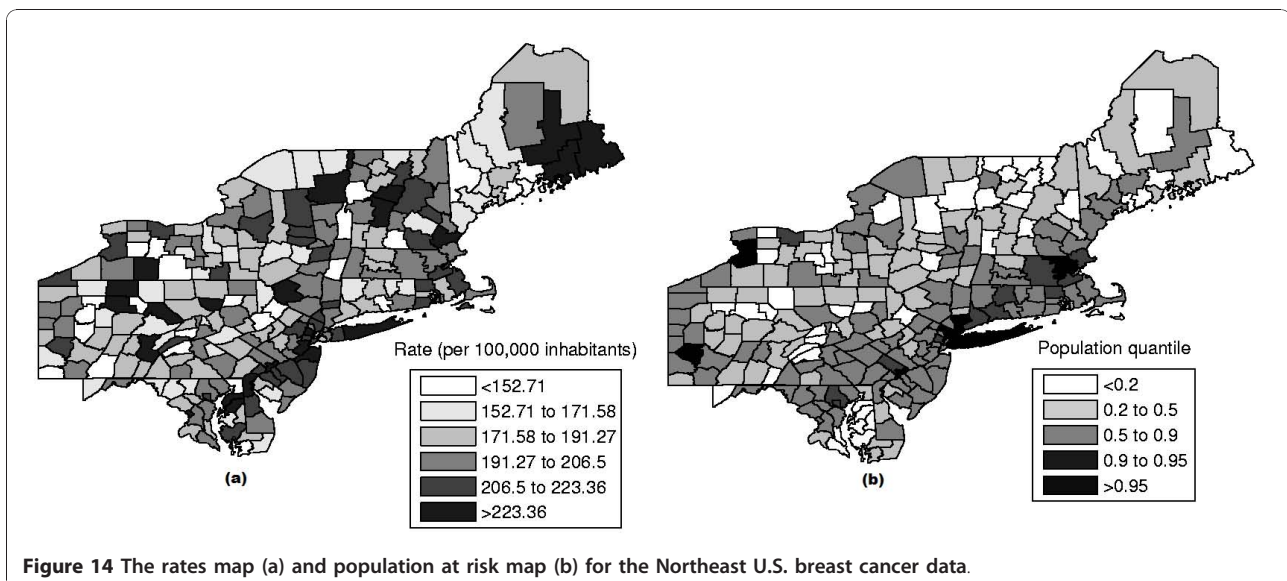 Rate (per 100,000 inhabitants)
<152.71
152.71 to 171.58
171.58 to 191.27
191.27 to 206.5
206.5 to 223.36
>223.36
(a)
Population quantile
<0.2
0.2 to 0.5
0.5 to 0.9
0.9 to 0.95
>0.95
(b)
Figure 14 The rates map (a) and population at risk map (b) for the Northeast U.S. breast cancer data.